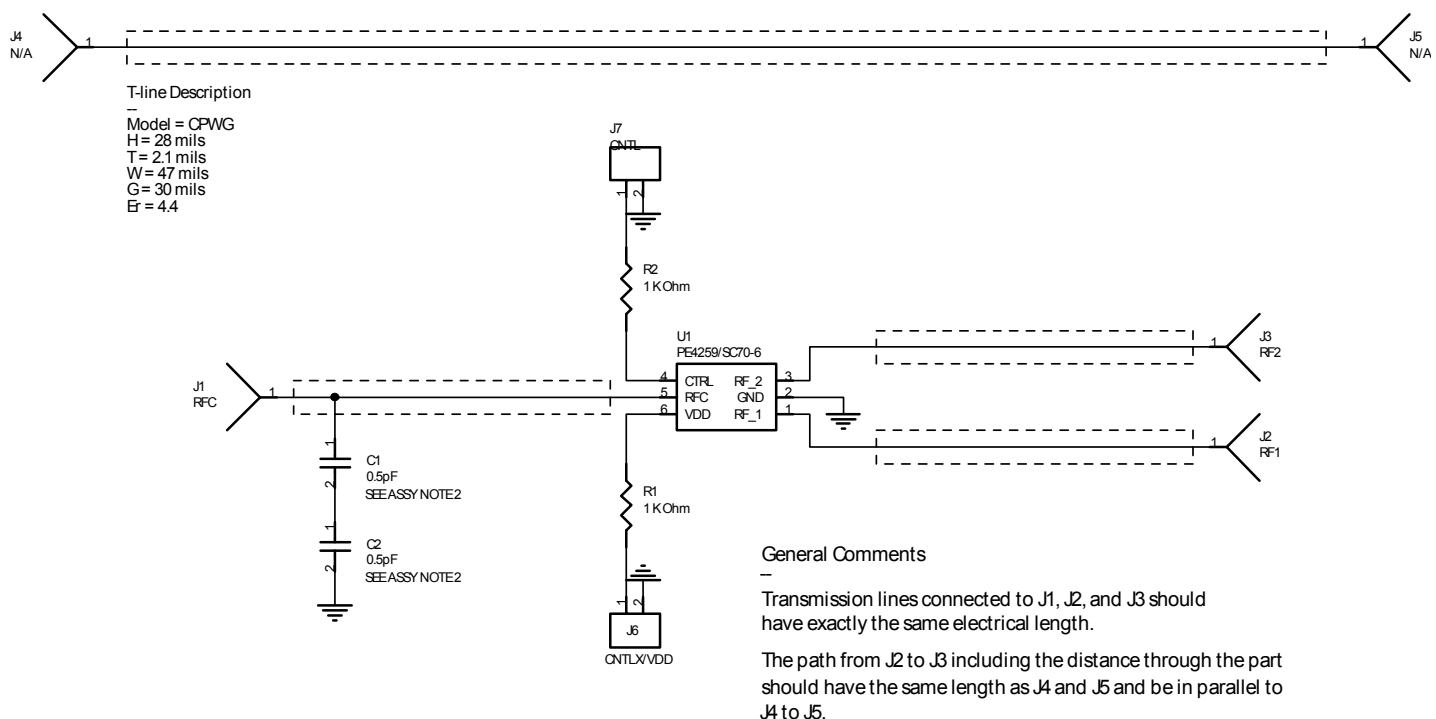 J4
N/A
1
1
J5
N/A
T-line Description
--
Model = CPWG
H = 28 mils
T = 2.1 mils
W = 47 mils
G = 30 mils
Er = 4.4
J7
CNTL
1
2
R2
1 K Ohm
U1
PE4259/SC70-6
4
CTRL
RF_2
3
5
RFC
GND
2
6
VDD
RF_1
1
J1
RFC
1
1
J3
RF2
1
J2
RF1
1
C1
0.5pF
SEE ASSY NOTE 2
2
1
C2
0.5pF
SEE ASSY NOTE 2
2
R1
1 K Ohm
1
2
J6
CNTLX/VDD
General Comments
--
Transmission lines connected to J1, J2, and J3 should
have exactly the same electrical length.
The path from J2 to J3 including the distance through the part
should have the same length as J4 and J5 and be in parallel to
J4 to J5.